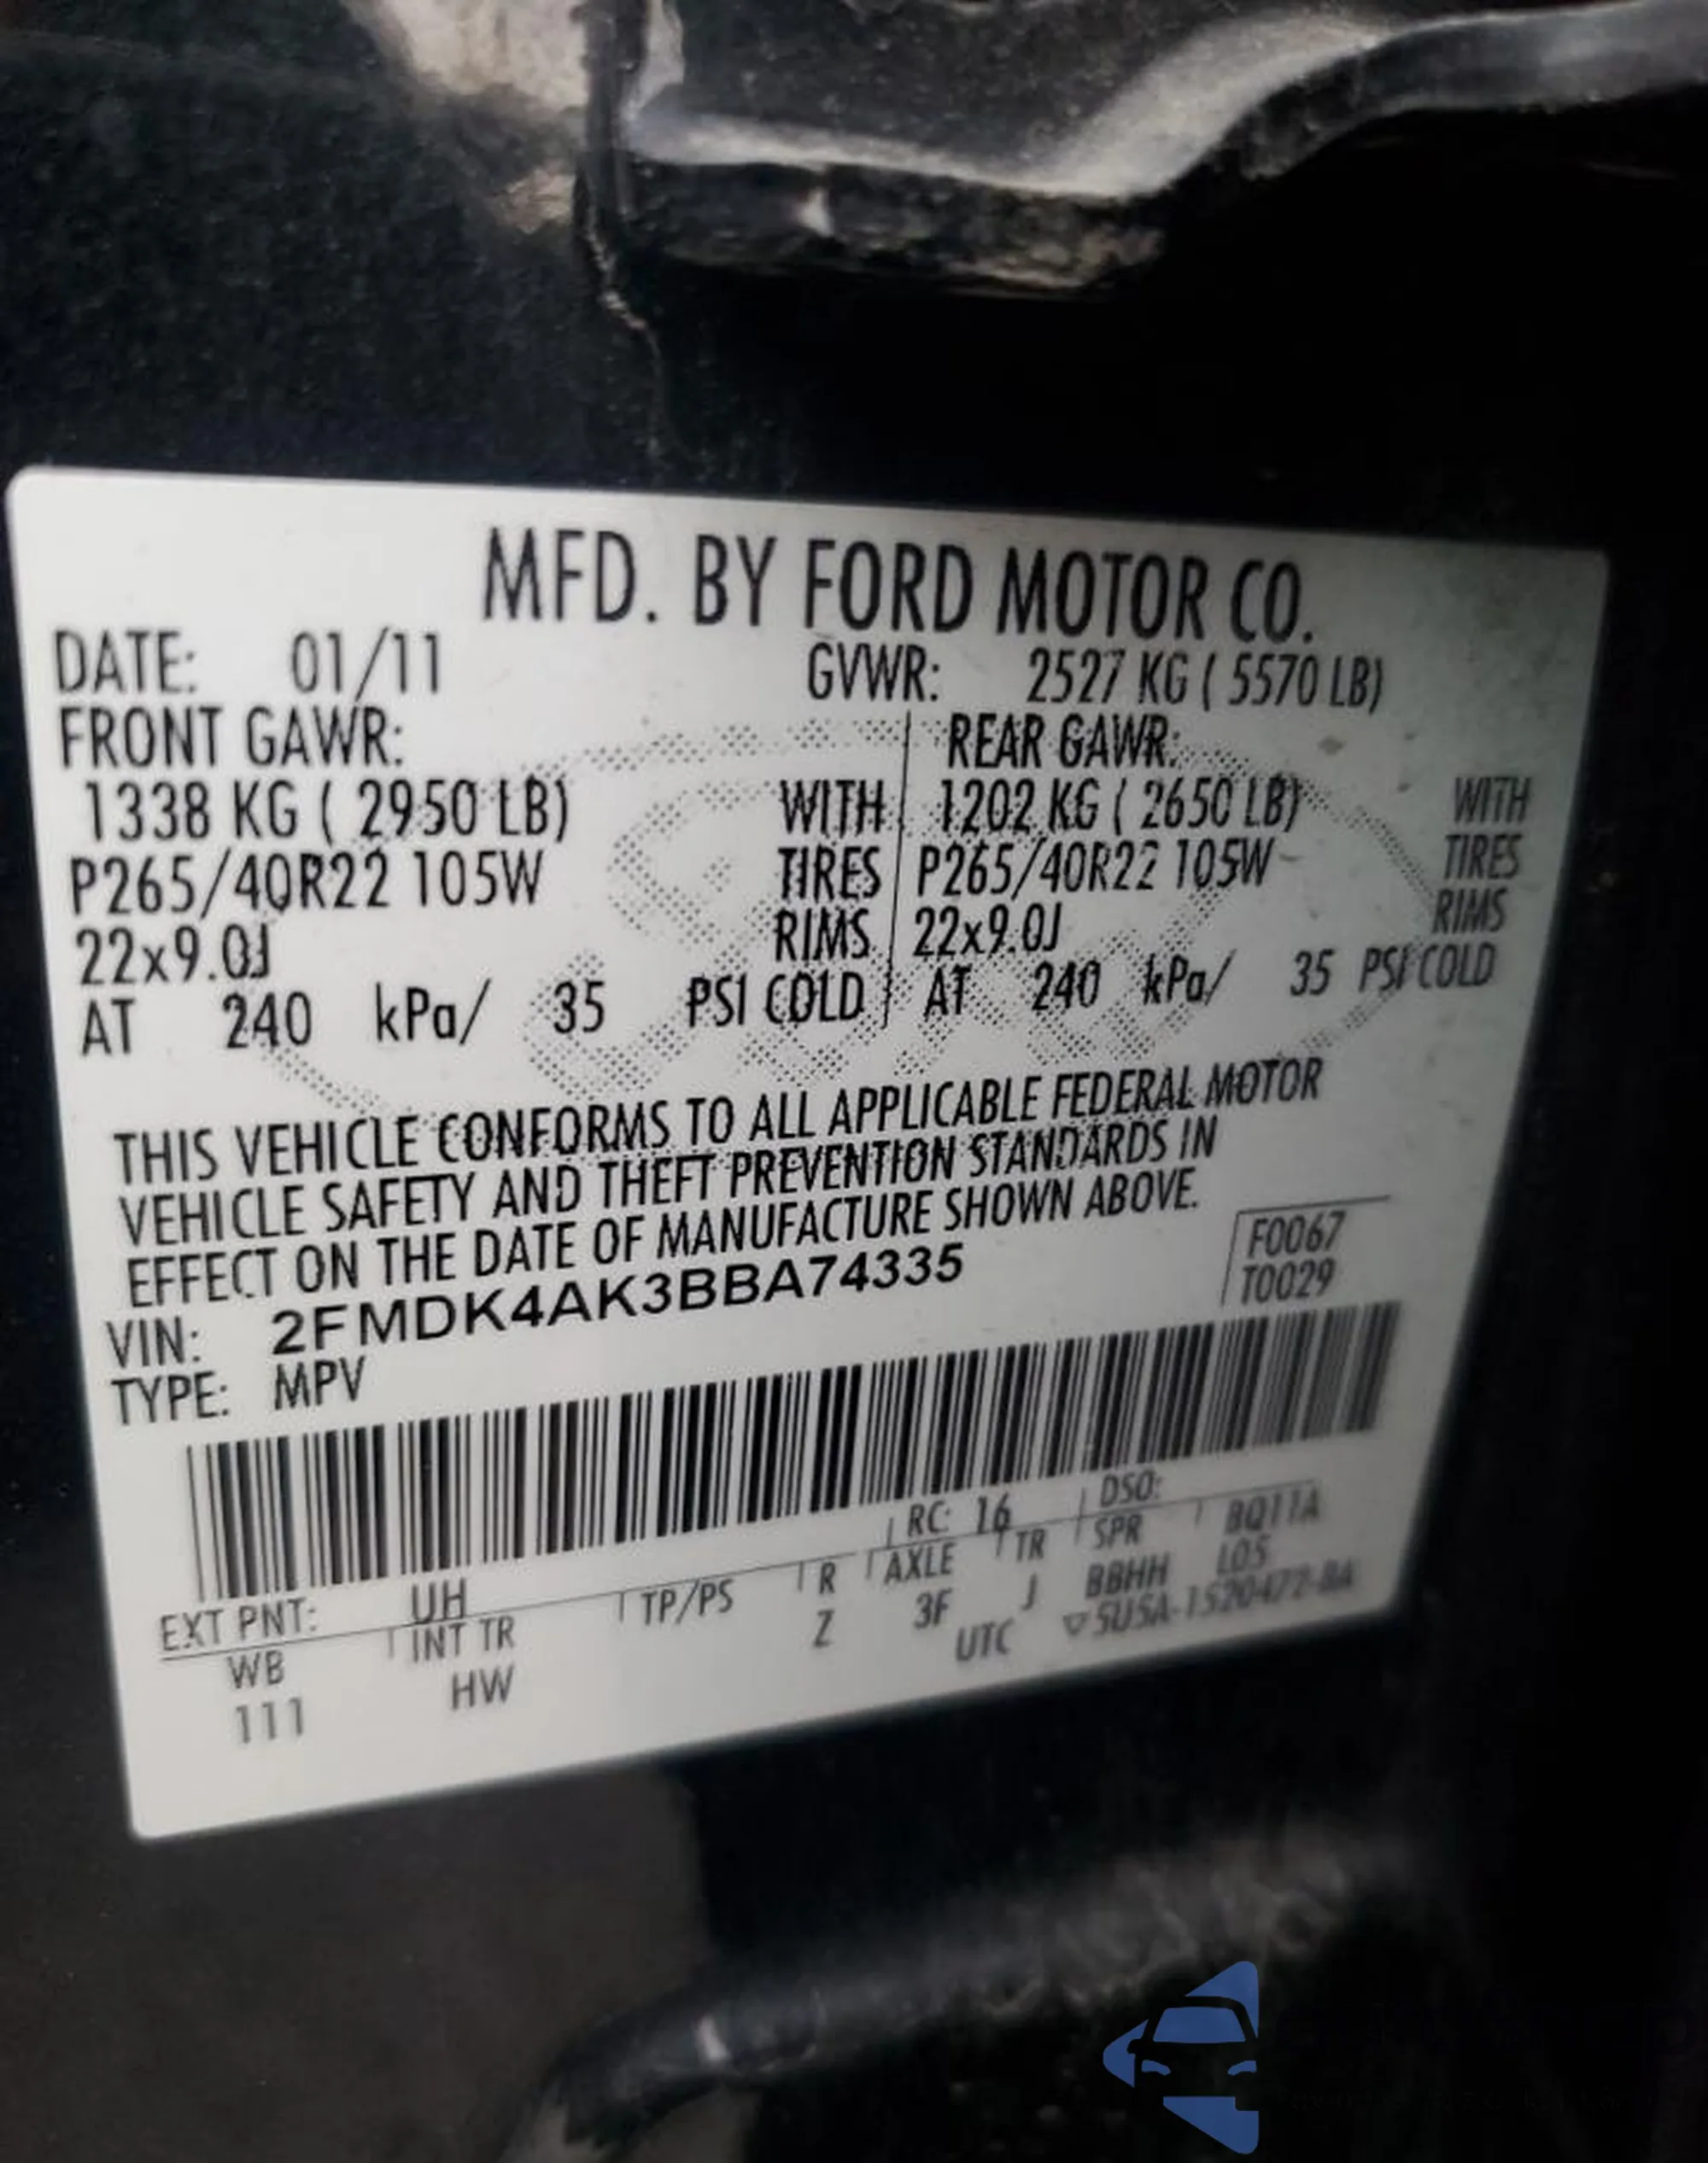 MFD. BY FORD MOTOR CO.
DATE: 01/11 GVWR: 2527 KG ( 5570 LB)
FRONT GAWR: REAR GAWR:
1338 KG ( 2950 LB) WITH 1202 KG ( 2650 LB) WITH
P265/40R22 105W TIRES P265/40R22 105W TIRES
22x9.0J RIMS 22x9.0J RIMS
AT 240 kPa/ 35 PSI COLD AT 240 kPa/ 35 PSI COLD
THIS VEHICLE CONFORMS TO ALL APPLICABLE FEDERAL MOTOR
VEHICLE SAFETY AND THEFT PREVENTION STANDARDS IN
EFFECT ON THE DATE OF MANUFACTURE SHOWN ABOVE.
F0067
VIN: 2FMDK4AK3BBA74335 T0029
TYPE: MPV
EXT PNT: UH RC: 16 DSO:
WB INT TR TP/PS R AXLE TR SPR BQ11A
111 HW Z 3F J BBHH L05
UTC ▽5U5A-1520472-BA